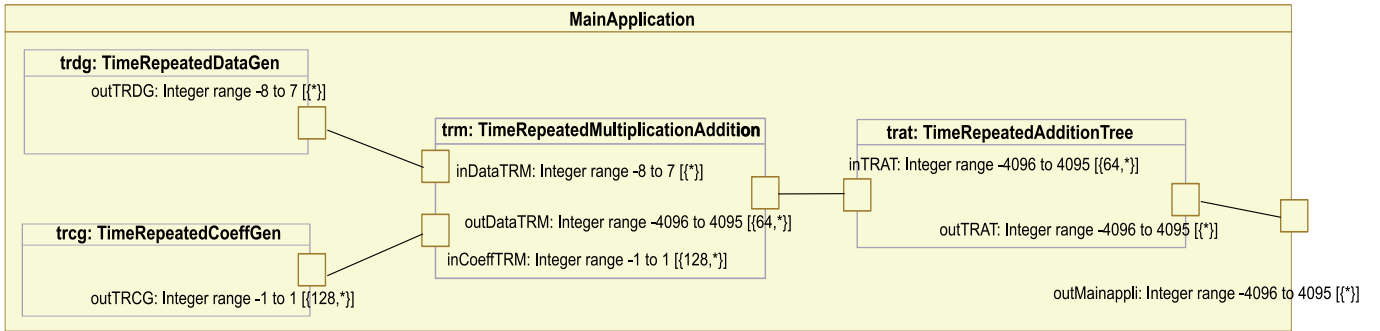 MainApplication
trdg: TimeRepeatedDataGen
outTRDG: Integer range -8 to 7 [{*}]
trm: TimeRepeatedMultiplicationAddition
inDataTRM: Integer range -8 to 7 [{*}]
outDataTRM: Integer range -4096 to 4095 [{64,*}]
inCoeffTRM: Integer range -1 to 1 [{128,*}]
trat: TimeRepeatedAdditionTree
inTRAT: Integer range -4096 to 4095 [{64,*}]
outTRAT: Integer range -4096 to 4095 [{*}]
trcg: TimeRepeatedCoeffGen
outTRCG: Integer range -1 to 1 [{128,*}]
outMainappli: Integer range -4096 to 4095 [{*}]